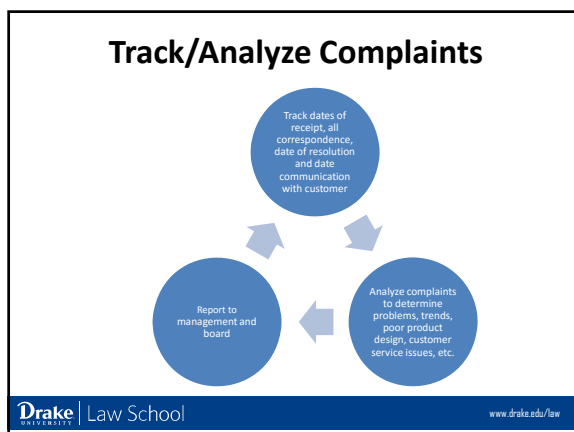 Track/Analyze Complaints
Track dates of
receipt, all
correspondence,
date of resolution
and date
communication
with customer
Analyze complaints
to determine
problems, trends,
poor product
design, customer
service issues, etc.
Report to
management and
board
Drake UNIVERSITY Law School
www.drake.edu/law